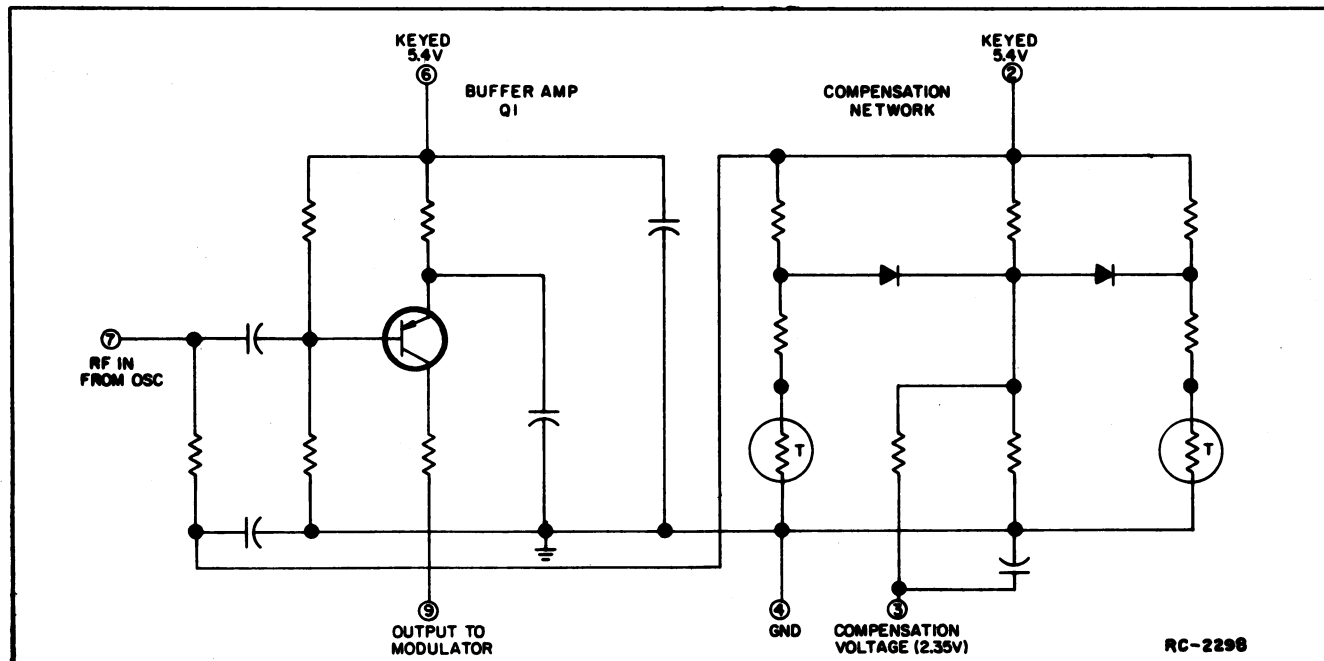 KEYED
5.4V
6
BUFFER AMP
Q1
KEYED
5.4V
2
COMPENSATION
NETWORK
7
RF IN
FROM OSC
T
T
9
OUTPUT TO
MODULATOR
4
GND
3
COMPENSATION
VOLTAGE (2.35V)
RC-2298